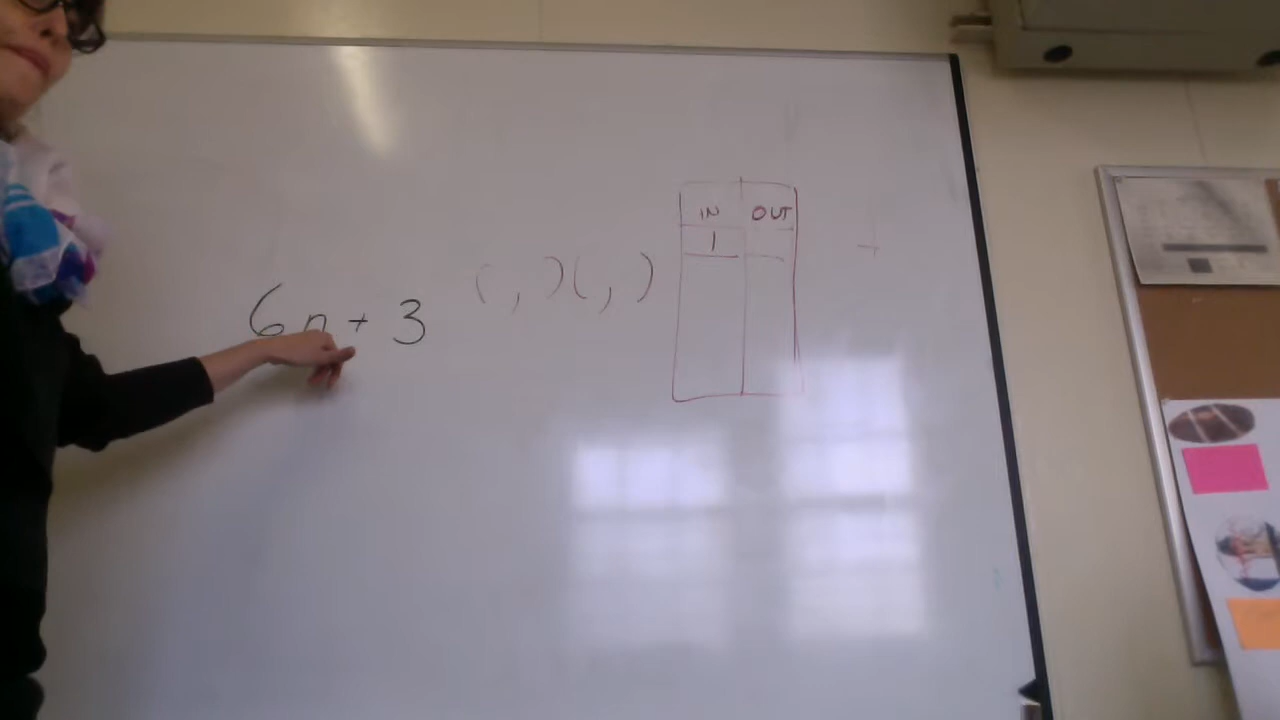 6n + 3
( , ) ( , )
IN OUT
1